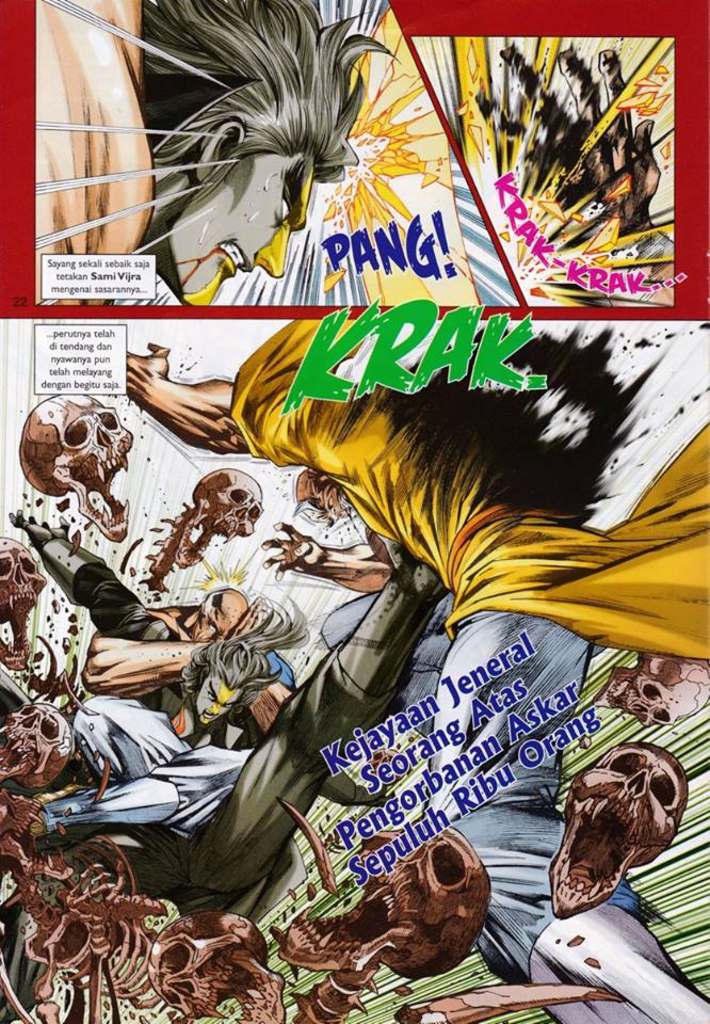 PANG!
KRAK-KRAK...
Sayang sekali sebaik saja
tetakan Sami Vijra
mengenai sasarannya...
22
...perutnya telah
di tendang dan
nyawanya pun
telah melayang
dengan begitu saja.
KRAK.
Kejayaan Jeneral
Seorang Atas
Pengorbanan Askar
Sepuluh Ribu Orang